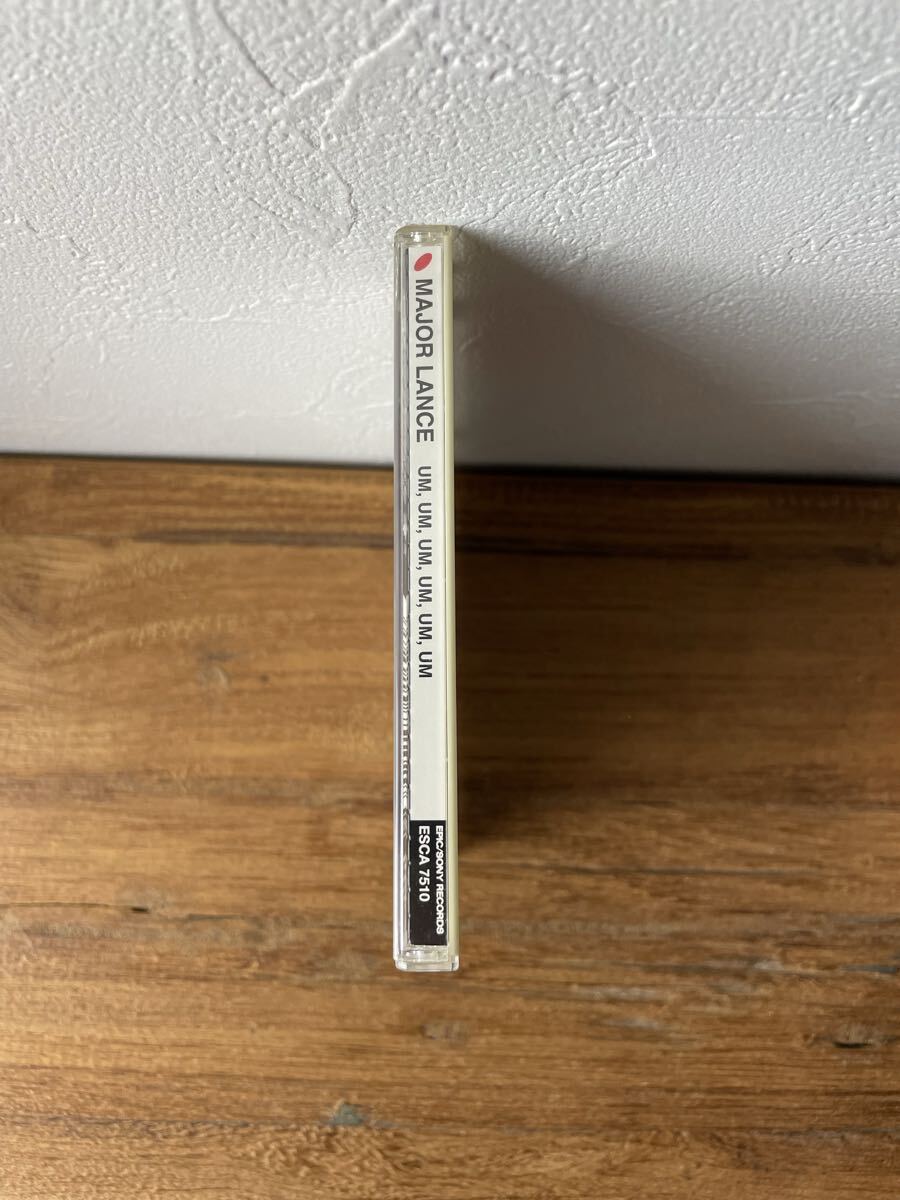 MAJOR LANCE UM, UM, UM, UM, UM, UM
EPIC/SONY RECORDS
ESCA 7510